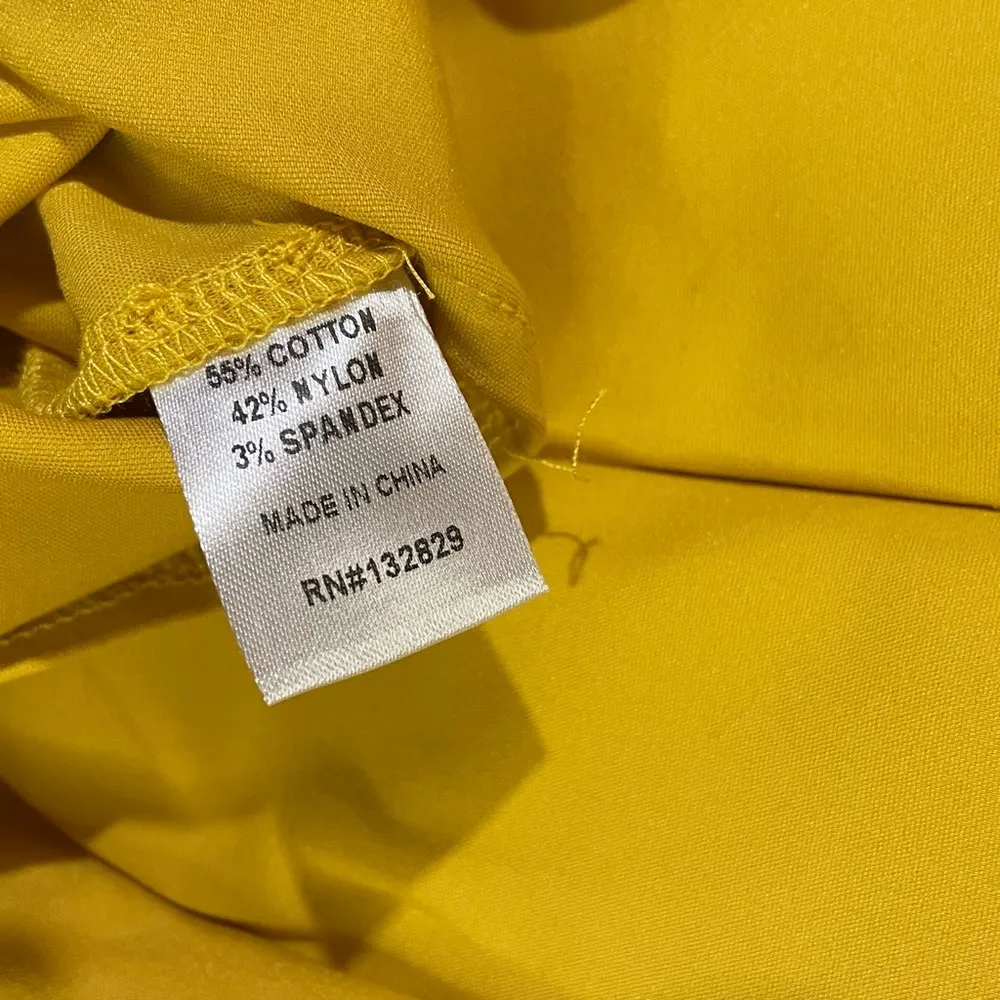 55% COTTON
42% NYLON
3% SPANDEX
MADE IN CHINA
RN#132829